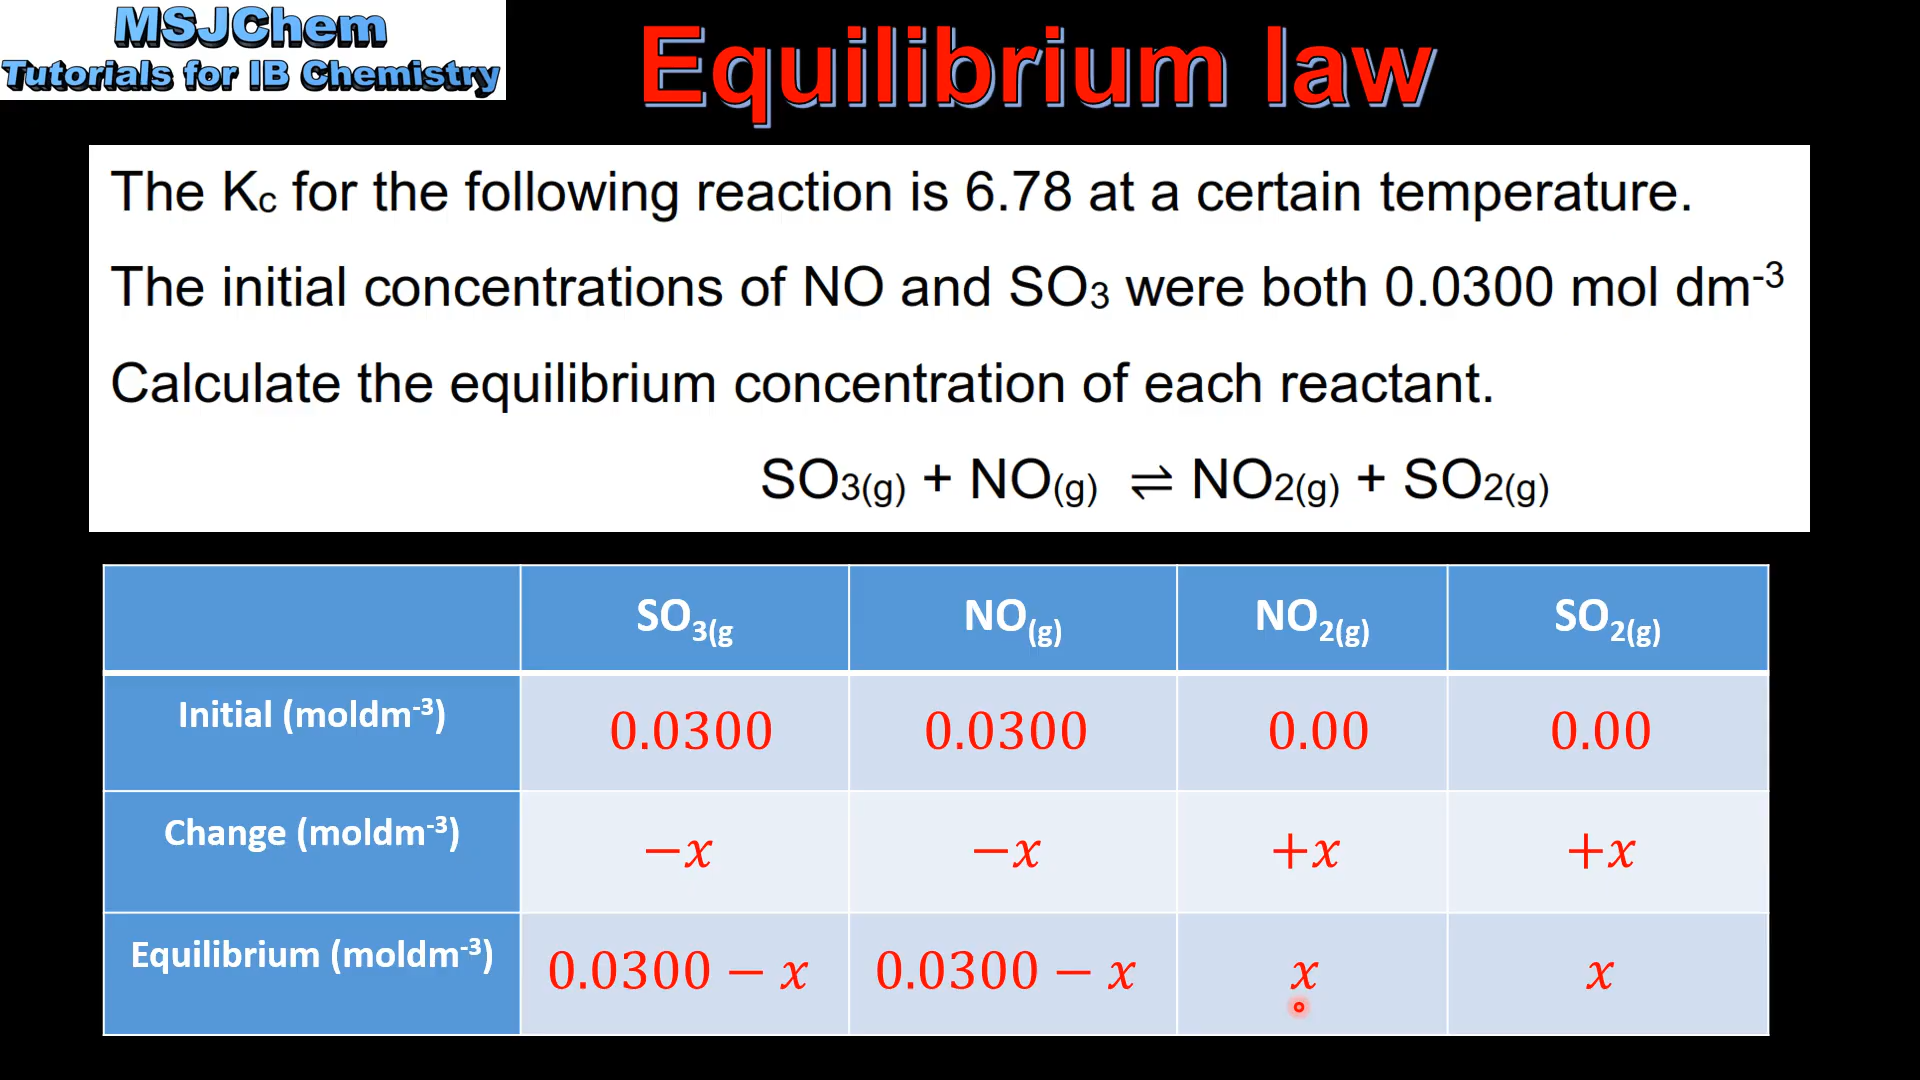 MSJChem
Tutorials for IB Chemistry
Equilibrium law
The Kc for the following reaction is 6.78 at a certain temperature.
The initial concentrations of NO and SO₃ were both 0.0300 mol dm⁻³
Calculate the equilibrium concentration of each reactant.
SO₃(g) + NO(g) ⇌ NO₂(g) + SO₂(g)
SO₃(g NO(g) NO₂(g) SO₂(g)
Initial (moldm⁻³) 0.0300 0.0300 0.00 0.00
Change (moldm⁻³) −x −x +x +x
Equilibrium (moldm⁻³) 0.0300 − x 0.0300 − x x x